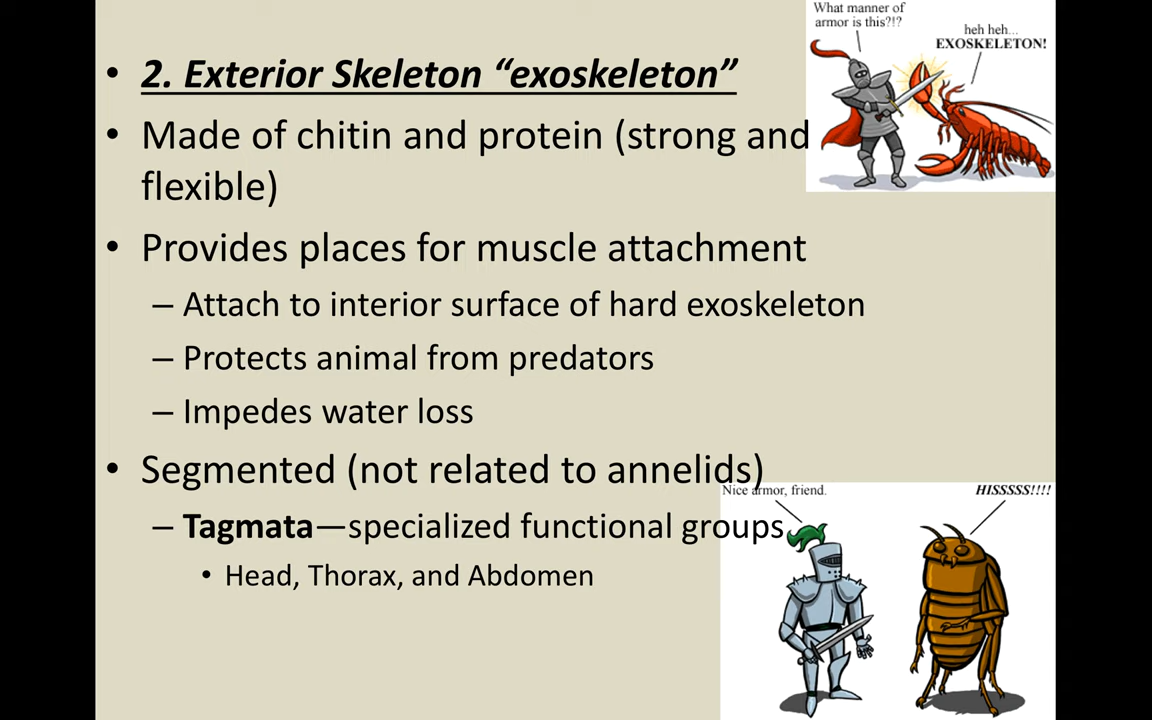 What manner of
armor is this?!?
heh heh...
EXOSKELETON!
• 2. Exterior Skeleton “exoskeleton”
• Made of chitin and protein (strong and
flexible)
• Provides places for muscle attachment
– Attach to interior surface of hard exoskeleton
– Protects animal from predators
– Impedes water loss
• Segmented (not related to annelids)
Nice armor, friend.
HISSSSS!!!!
– Tagmata—specialized functional groups
• Head, Thorax, and Abdomen